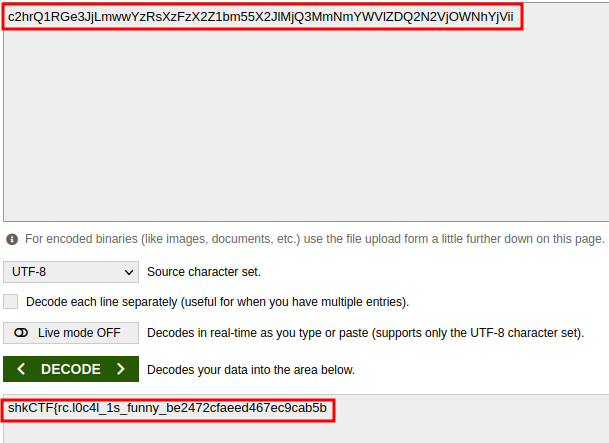 c2hrQ1RGe3JjLmwwYzRsXzFzX2Z1bm55X2JlMjQ3MmNmYWVlZDQ2N2VjOWNhYjVii
For encoded binaries (like images, documents, etc.) use the file upload form a little further down on this page.
UTF-8 Source character set.
Decode each line separately (useful for when you have multiple entries).
Live mode OFF Decodes in real-time as you type or paste (supports only the UTF-8 character set).
< DECODE > Decodes your data into the area below.
shkCTF{rc.l0c4l_1s_funny_be2472cfaeed467ec9cab5b